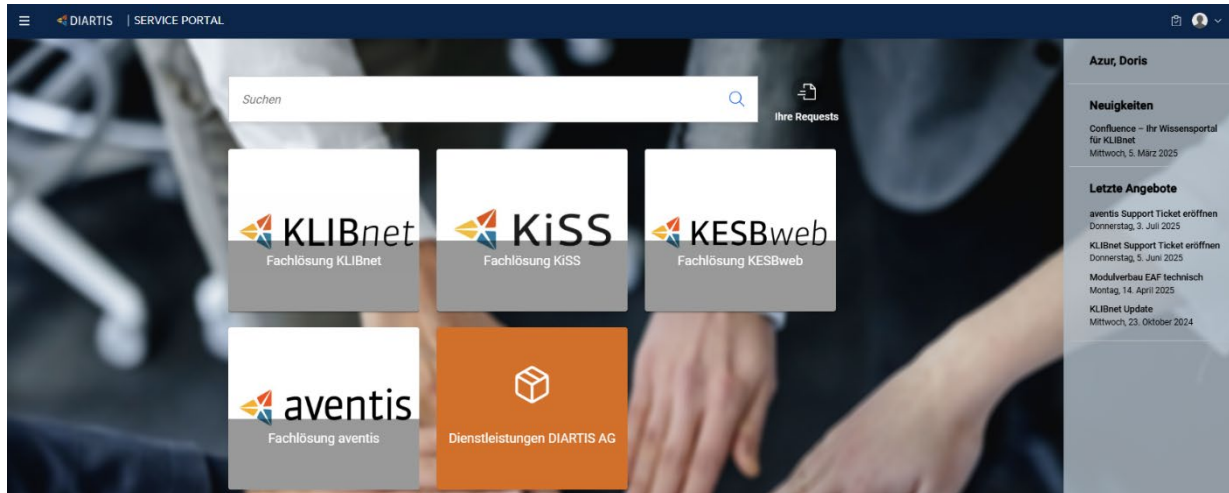 DIARTIS | SERVICE PORTAL
Suchen
Ihre Requests
KLIBnet
Fachlösung KLIBnet
KiSS
Fachlösung KiSS
KESBweb
Fachlösung KESBweb
aventis
Fachlösung aventis
Dienstleistungen DIARTIS AG
Azur, Doris
Neuigkeiten
Confluence – Ihr Wissensportal
für KLIBnet
Mittwoch, 5. März 2025
Letzte Angebote
aventis Support Ticket eröffnen
Donnerstag, 3. Juli 2025
KLIBnet Support Ticket eröffnen
Donnerstag, 5. Juni 2025
Modulverbau EAF technisch
Montag, 14. April 2025
KLIBnet Update
Mittwoch, 23. Oktober 2024